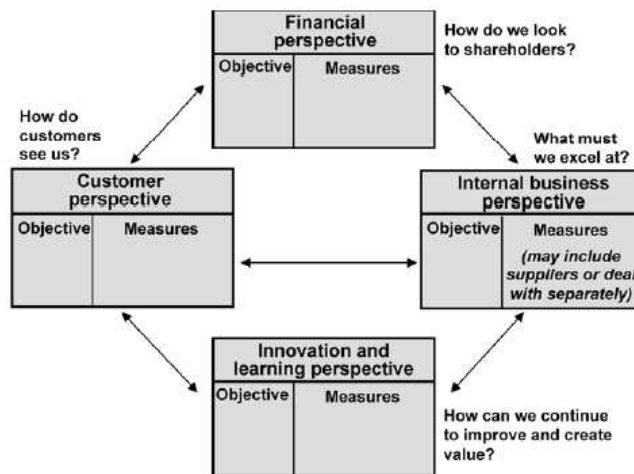 Financial
perspective
Objective
Measures
How do we look
to shareholders?
How do
customers
see us?
What must
we excel at?
Customer
perspective
Objective
Measures
Internal business
perspective
Objective
Measures
(may include
suppliers or deal
with separately)
Innovation and
learning perspective
Objective
Measures
How can we continue
to improve and create
value?